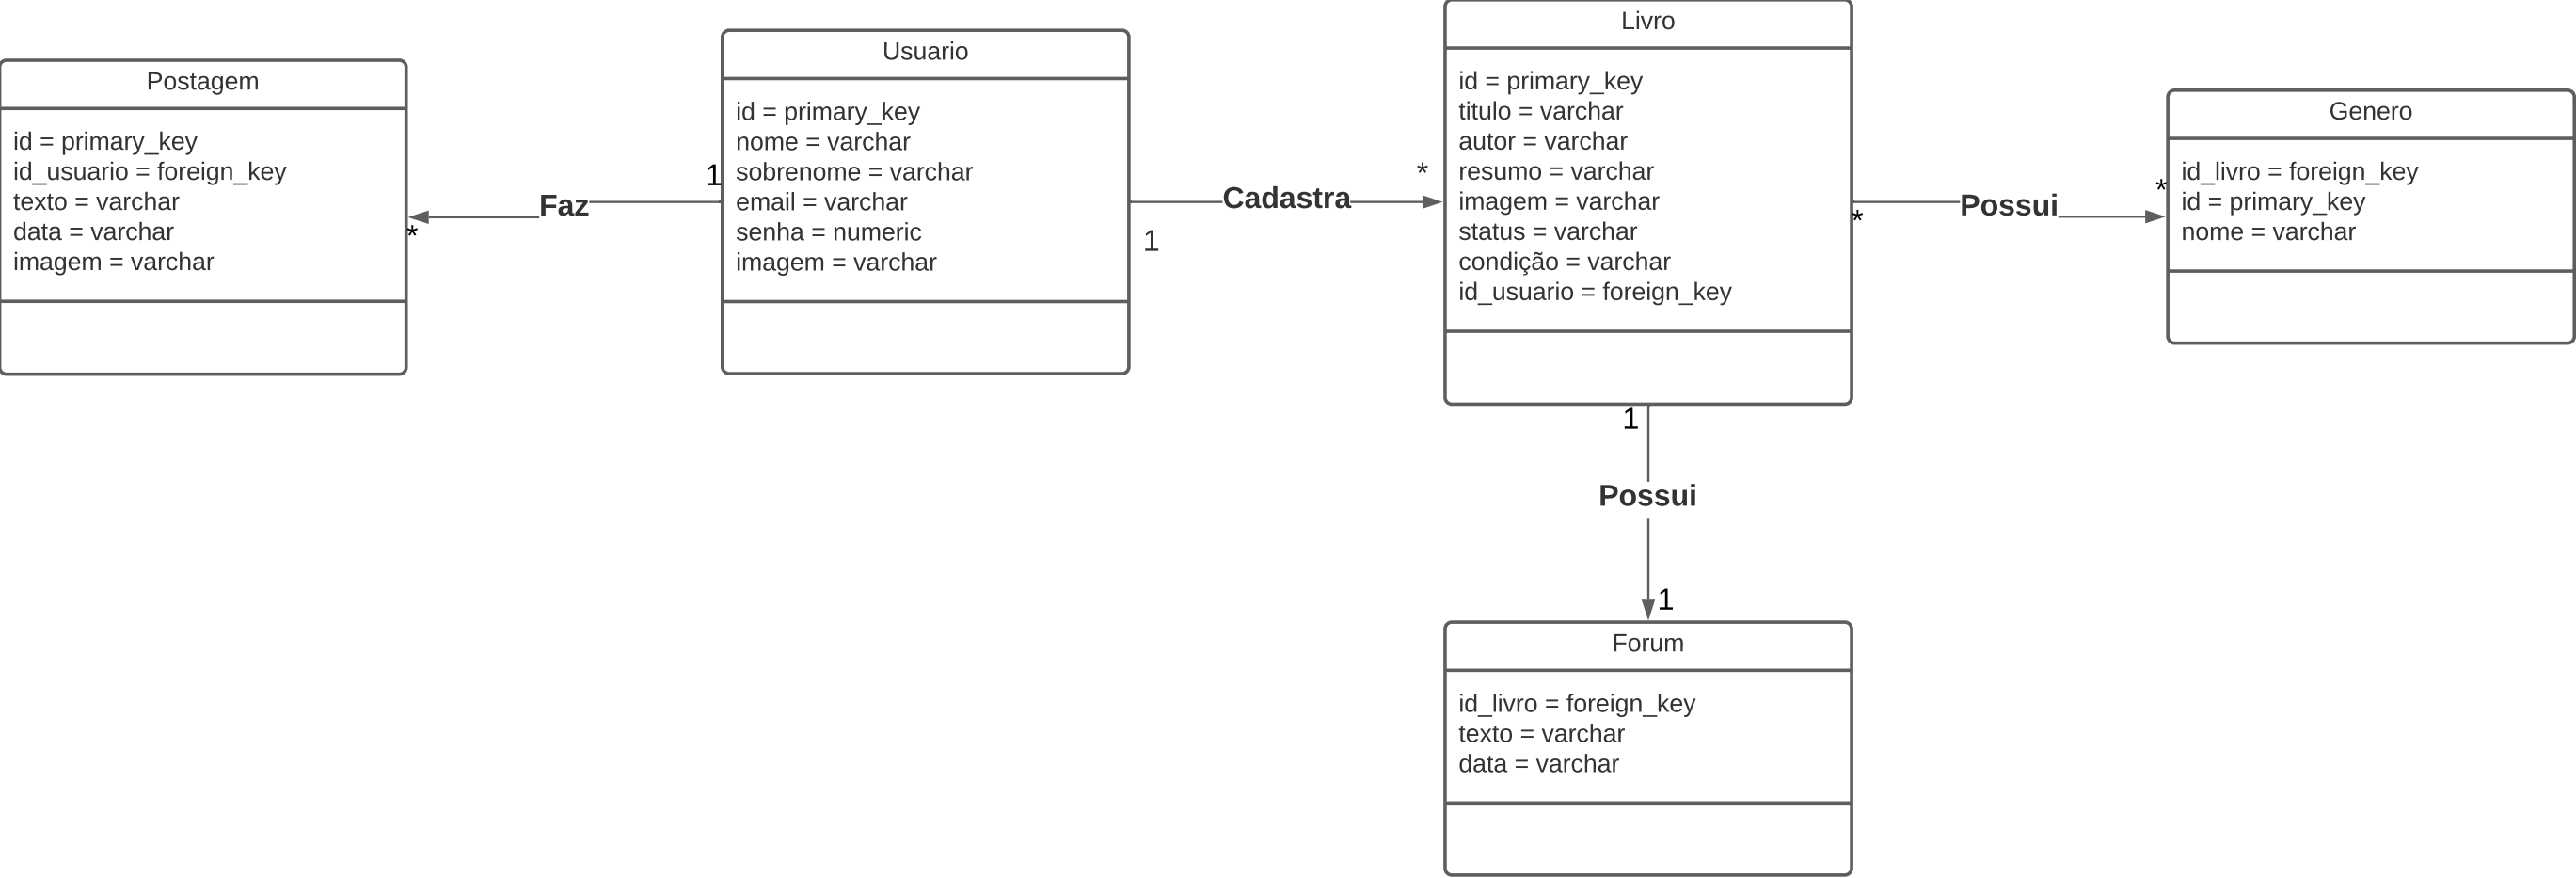 Postagem
id = primary_key
id_usuario = foreign_key
texto = varchar
data = varchar
imagem = varchar
*
Faz
1
Usuario
id = primary_key
nome = varchar
sobrenome = varchar
email = varchar
senha = numeric
imagem = varchar
1
Cadastra
*
Livro
id = primary_key
titulo = varchar
autor = varchar
resumo = varchar
imagem = varchar
status = varchar
condição = varchar
id_usuario = foreign_key
*
Possui
*
Genero
id_livro = foreign_key
id = primary_key
nome = varchar
1
Possui
1
Forum
id_livro = foreign_key
texto = varchar
data = varchar